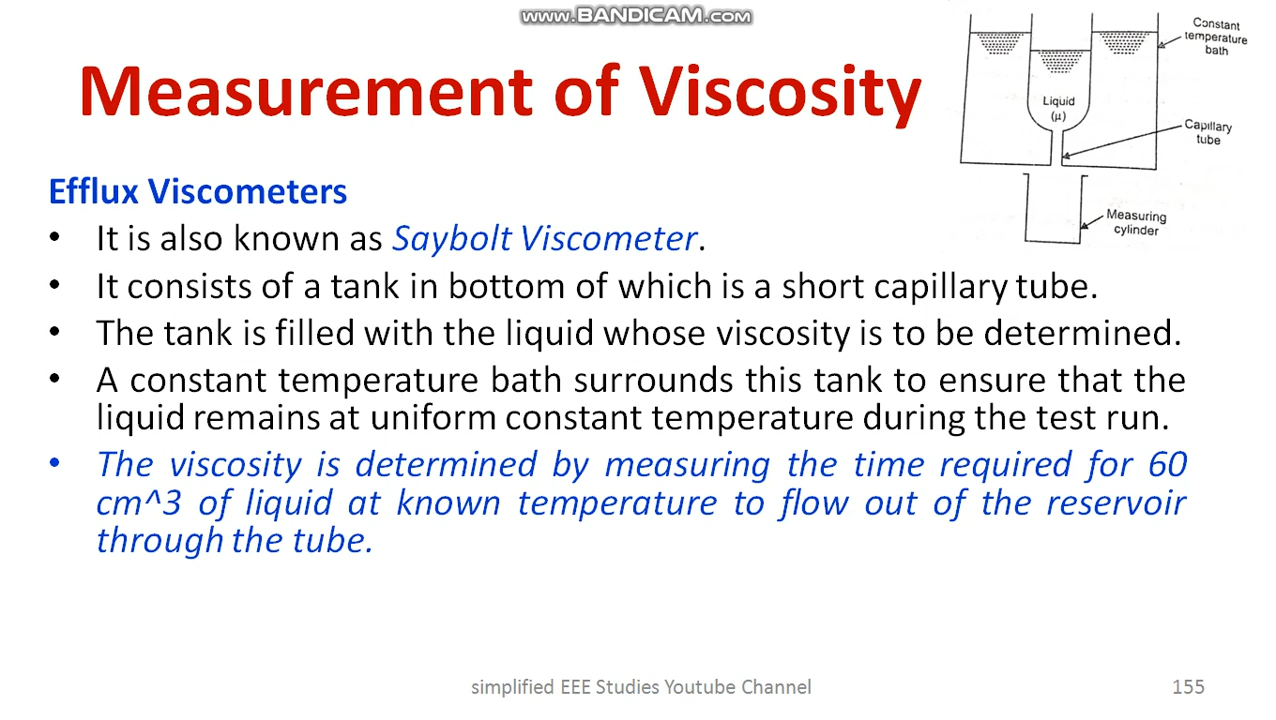 www.BANDICAM.com
Measurement of Viscosity
Constant
temperature
bath
Liquid
(μ)
Capillary
tube
Measuring
cylinder
Efflux Viscometers
• It is also known as Saybolt Viscometer.
• It consists of a tank in bottom of which is a short capillary tube.
• The tank is filled with the liquid whose viscosity is to be determined.
• A constant temperature bath surrounds this tank to ensure that the
liquid remains at uniform constant temperature during the test run.
• The viscosity is determined by measuring the time required for 60
cm^3 of liquid at known temperature to flow out of the reservoir
through the tube.
simplified EEE Studies Youtube Channel
155